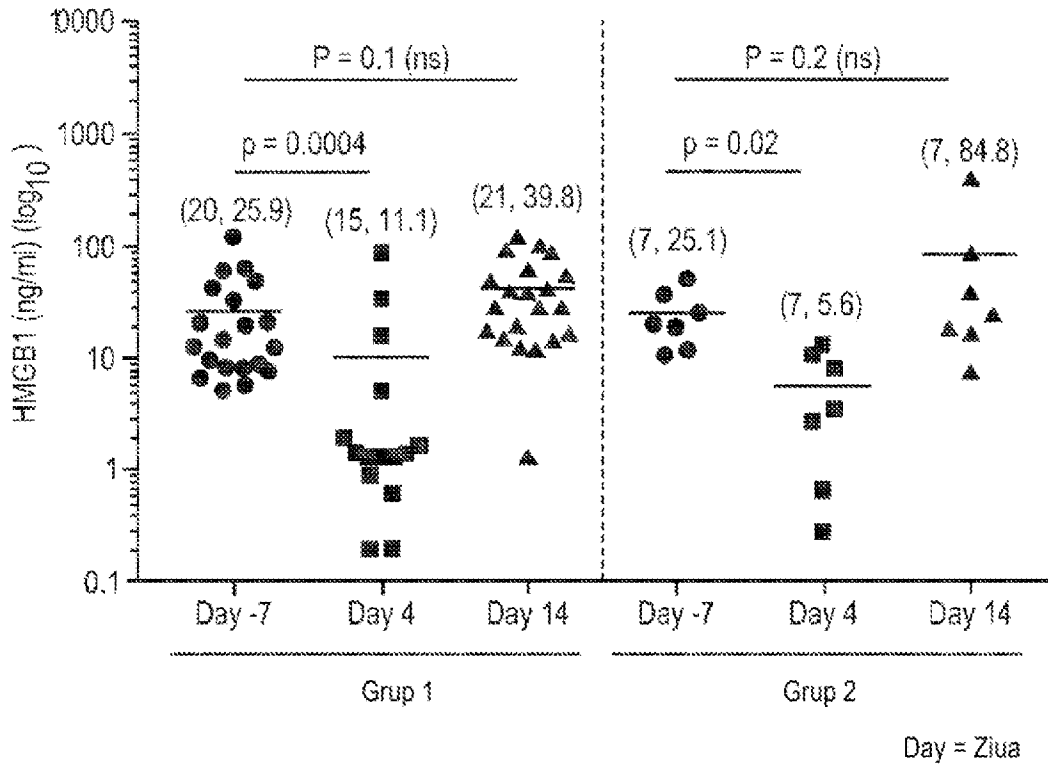 HMGB1 (ng/ml) (log10)
10000
1000
100
10
1
0.1
P = 0.1 (ns)
P = 0.2 (ns)
p = 0.0004
p = 0.02
(20, 25.9)
(15, 11.1)
(21, 39.8)
(7, 25.1)
(7, 5.6)
(7, 84.8)
Day -7
Day 4
Day 14
Day -7
Day 4
Day 14
Grup 1
Grup 2
Day = Ziua